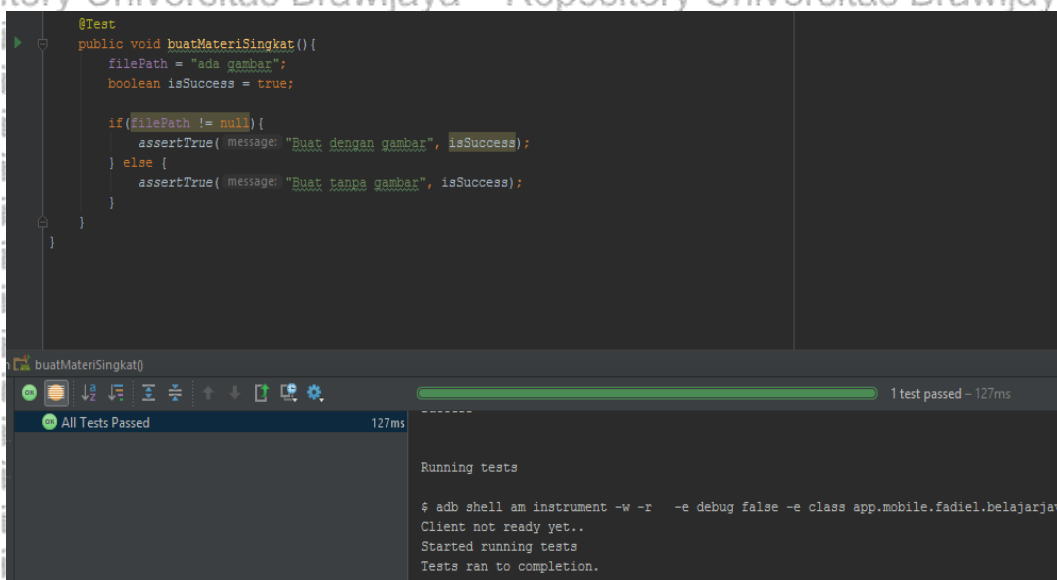 Repository Universitas Brawijaya
@Test
public void buatMateriSingkat(){
filePath = "ada gambar";
boolean isSuccess = true;
if(filePath != null){
assertTrue( message: "Buat dengan gambar", isSuccess);
} else {
assertTrue( message: "Buat tanpa gambar", isSuccess);
}
}
}
buatMateriSingkat()
OK
1 test passed – 127ms
OK All Tests Passed 127ms
Running tests
$ adb shell am instrument -w -r -e debug false -e class app.mobile.fadiel.belajarja
Client not ready yet..
Started running tests
Tests ran to completion.